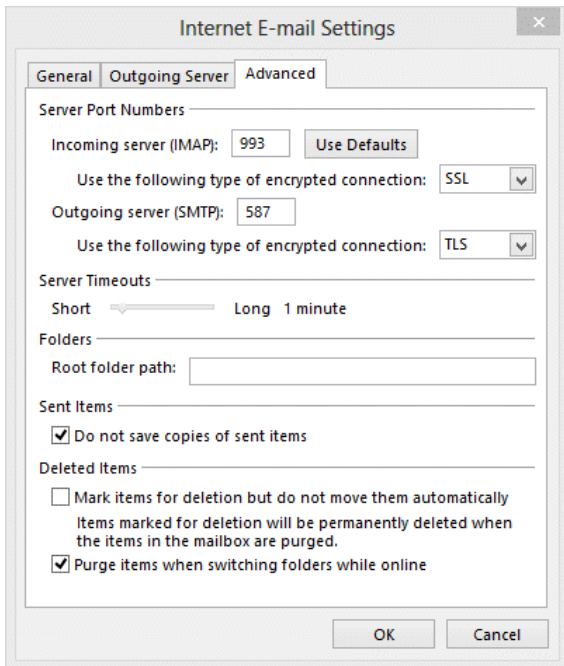 Internet E-mail Settings
General Outgoing Server Advanced
Server Port Numbers
Incoming server (IMAP): 993 Use Defaults
Use the following type of encrypted connection: SSL
Outgoing server (SMTP): 587
Use the following type of encrypted connection: TLS
Server Timeouts
Short Long 1 minute
Folders
Root folder path:
Sent Items
Do not save copies of sent items
Deleted Items
Mark items for deletion but do not move them automatically
Items marked for deletion will be permanently deleted when
the items in the mailbox are purged.
Purge items when switching folders while online
OK Cancel